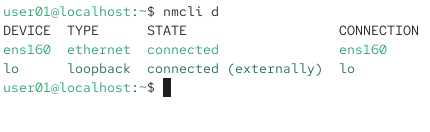 user01@localhost:~$ nmcli d
DEVICE  TYPE      STATE                   CONNECTION
ens160  ethernet  connected               ens160
lo      loopback  connected (externally)  lo
user01@localhost:~$